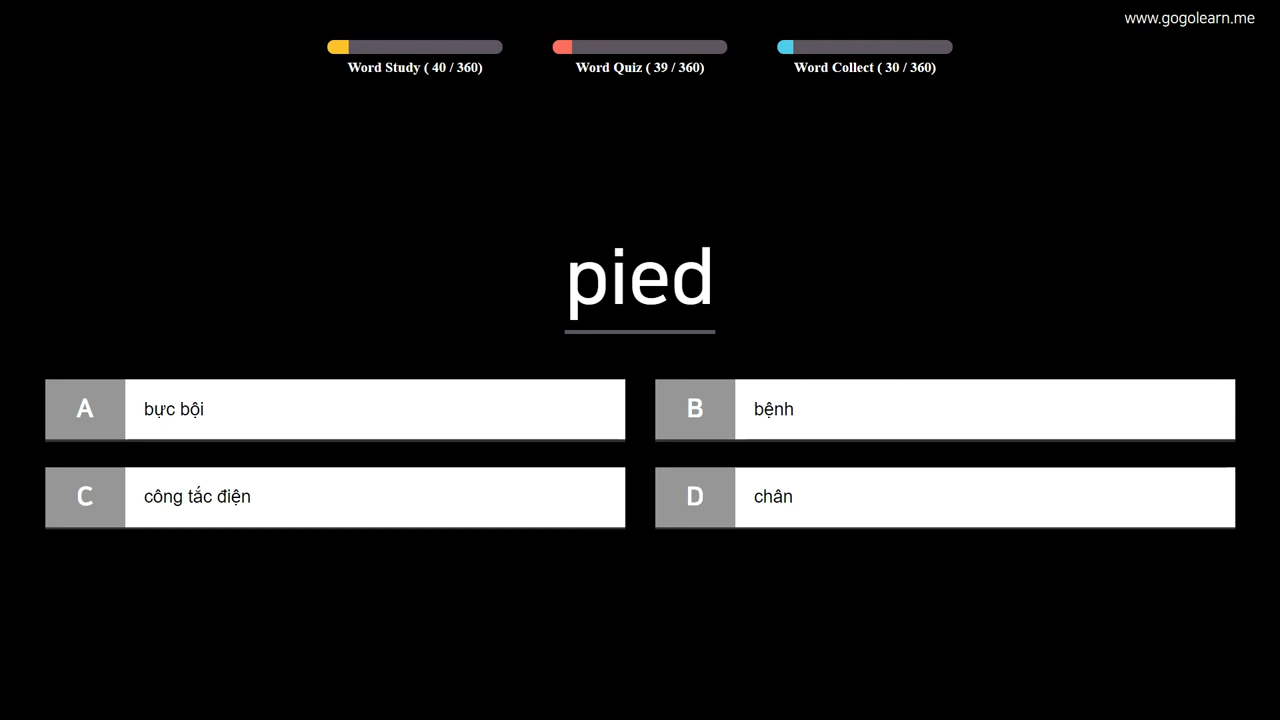 www.gogolearn.me
Word Study ( 40 / 360)
Word Quiz ( 39 / 360)
Word Collect ( 30 / 360)
pied
A bực bội
B bệnh
C công tắc điện
D chân